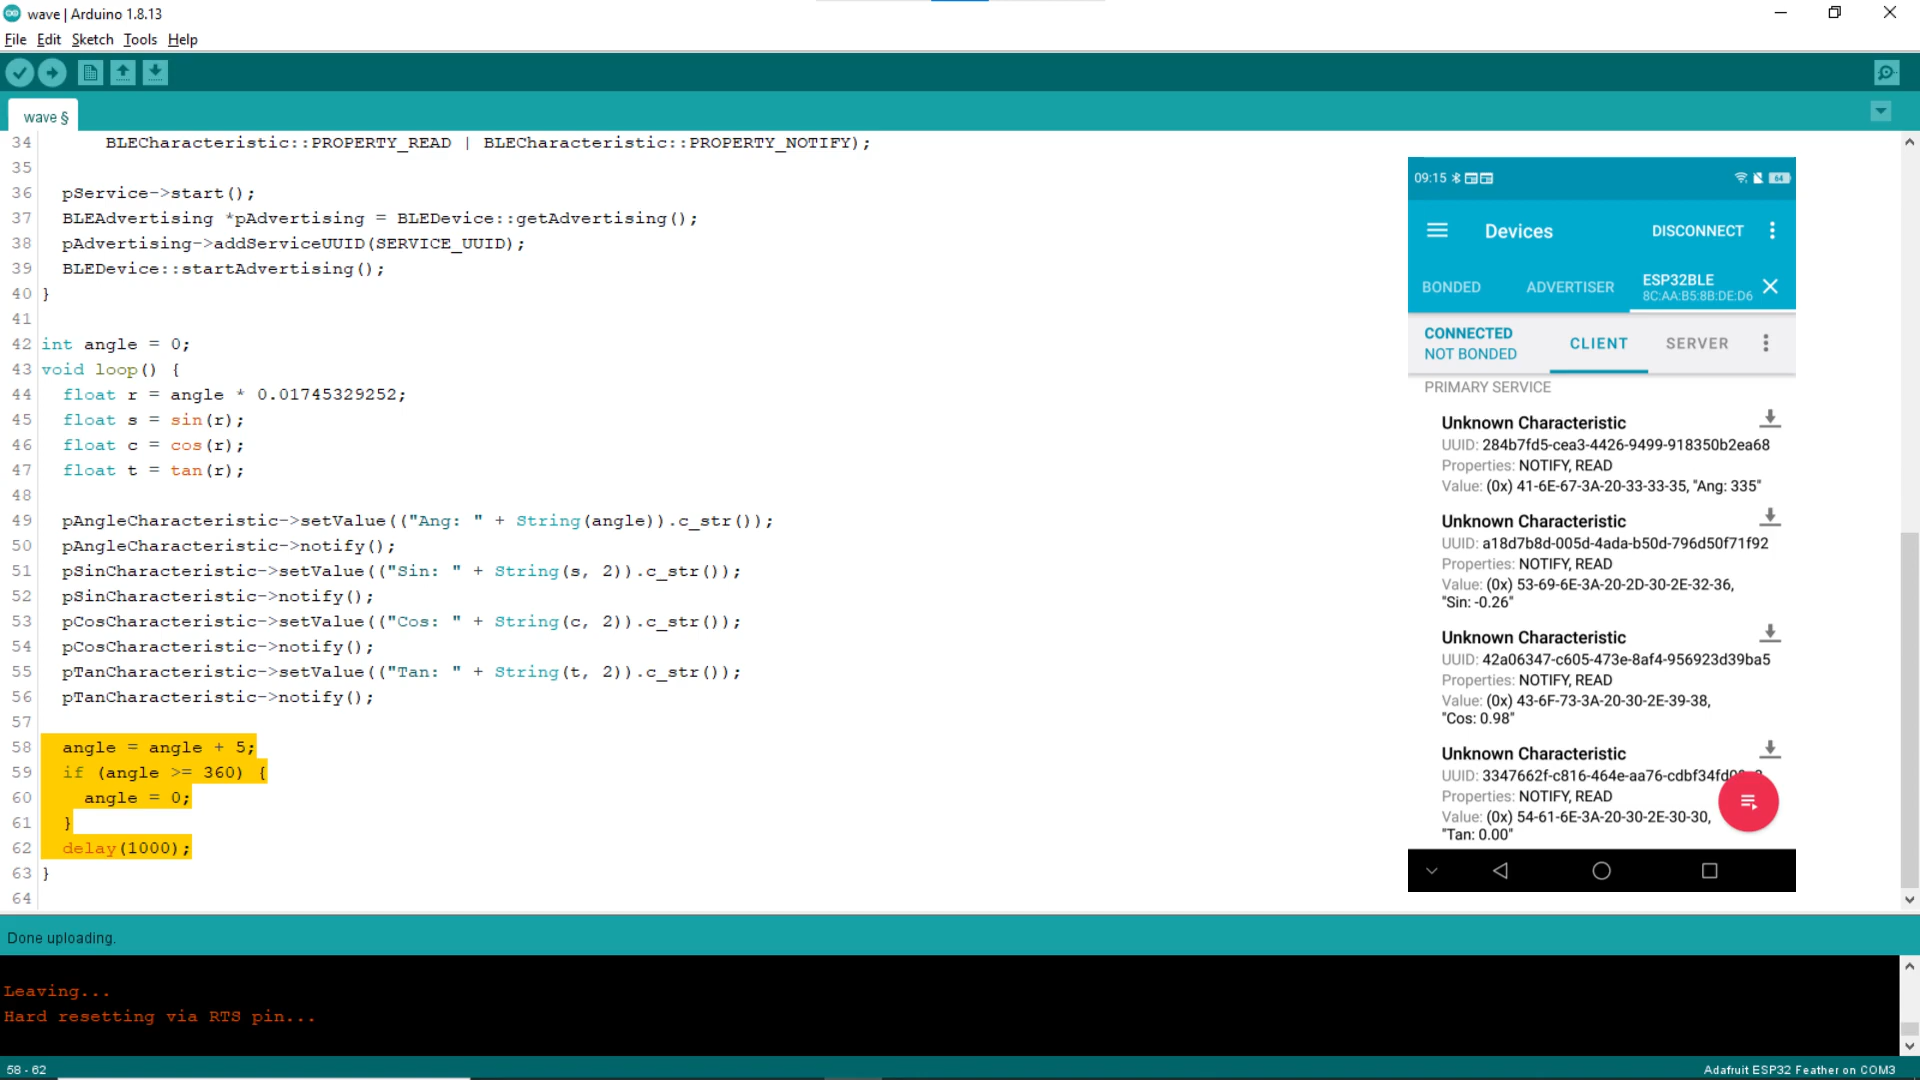 wave | Arduino 1.8.13
File Edit Sketch Tools Help
wave §
34 BLECharacteristic::PROPERTY_READ | BLECharacteristic::PROPERTY_NOTIFY);
35
36 pService->start();
37 BLEAdvertising *pAdvertising = BLEDevice::getAdvertising();
38 pAdvertising->addServiceUUID(SERVICE_UUID);
39 BLEDevice::startAdvertising();
40 }
41
42 int angle = 0;
43 void loop() {
44 float r = angle * 0.01745329252;
45 float s = sin(r);
46 float c = cos(r);
47 float t = tan(r);
48
49 pAngleCharacteristic->setValue(("Ang: " + String(angle)).c_str());
50 pAngleCharacteristic->notify();
51 pSinCharacteristic->setValue(("Sin: " + String(s, 2)).c_str());
52 pSinCharacteristic->notify();
53 pCosCharacteristic->setValue(("Cos: " + String(c, 2)).c_str());
54 pCosCharacteristic->notify();
55 pTanCharacteristic->setValue(("Tan: " + String(t, 2)).c_str());
56 pTanCharacteristic->notify();
57
58 angle = angle + 5;
59 if (angle >= 360) {
60 angle = 0;
61 }
62 delay(1000);
63 }
64
09:15 64
Devices DISCONNECT
BONDED ADVERTISER ESP32BLE
8C:AA:B5:8B:DE:D6
CONNECTED
NOT BONDED
CLIENT SERVER
PRIMARY SERVICE
Unknown Characteristic
UUID: 284b7fd5-cea3-4426-9499-918350b2ea68
Properties: NOTIFY, READ
Value: (0x) 41-6E-67-3A-20-33-33-35, "Ang: 335"
Unknown Characteristic
UUID: a18d7b8d-005d-4ada-b50d-796d50f71f92
Properties: NOTIFY, READ
Value: (0x) 53-69-6E-3A-20-2D-30-2E-32-36,
"Sin: -0.26"
Unknown Characteristic
UUID: 42a06347-c605-473e-8af4-956923d39ba5
Properties: NOTIFY, READ
Value: (0x) 43-6F-73-3A-20-30-2E-39-38,
"Cos: 0.98"
Unknown Characteristic
UUID:
Properties: NOTIFY, READ
Value: (0x) 54-61-6E-3A-20-30-2E-30-30,
"Tan: 0.00"
Done uploading.
Leaving...
Hard resetting via RTS pin...
58 - 62
Adafruit ESP32 Feather on COM3